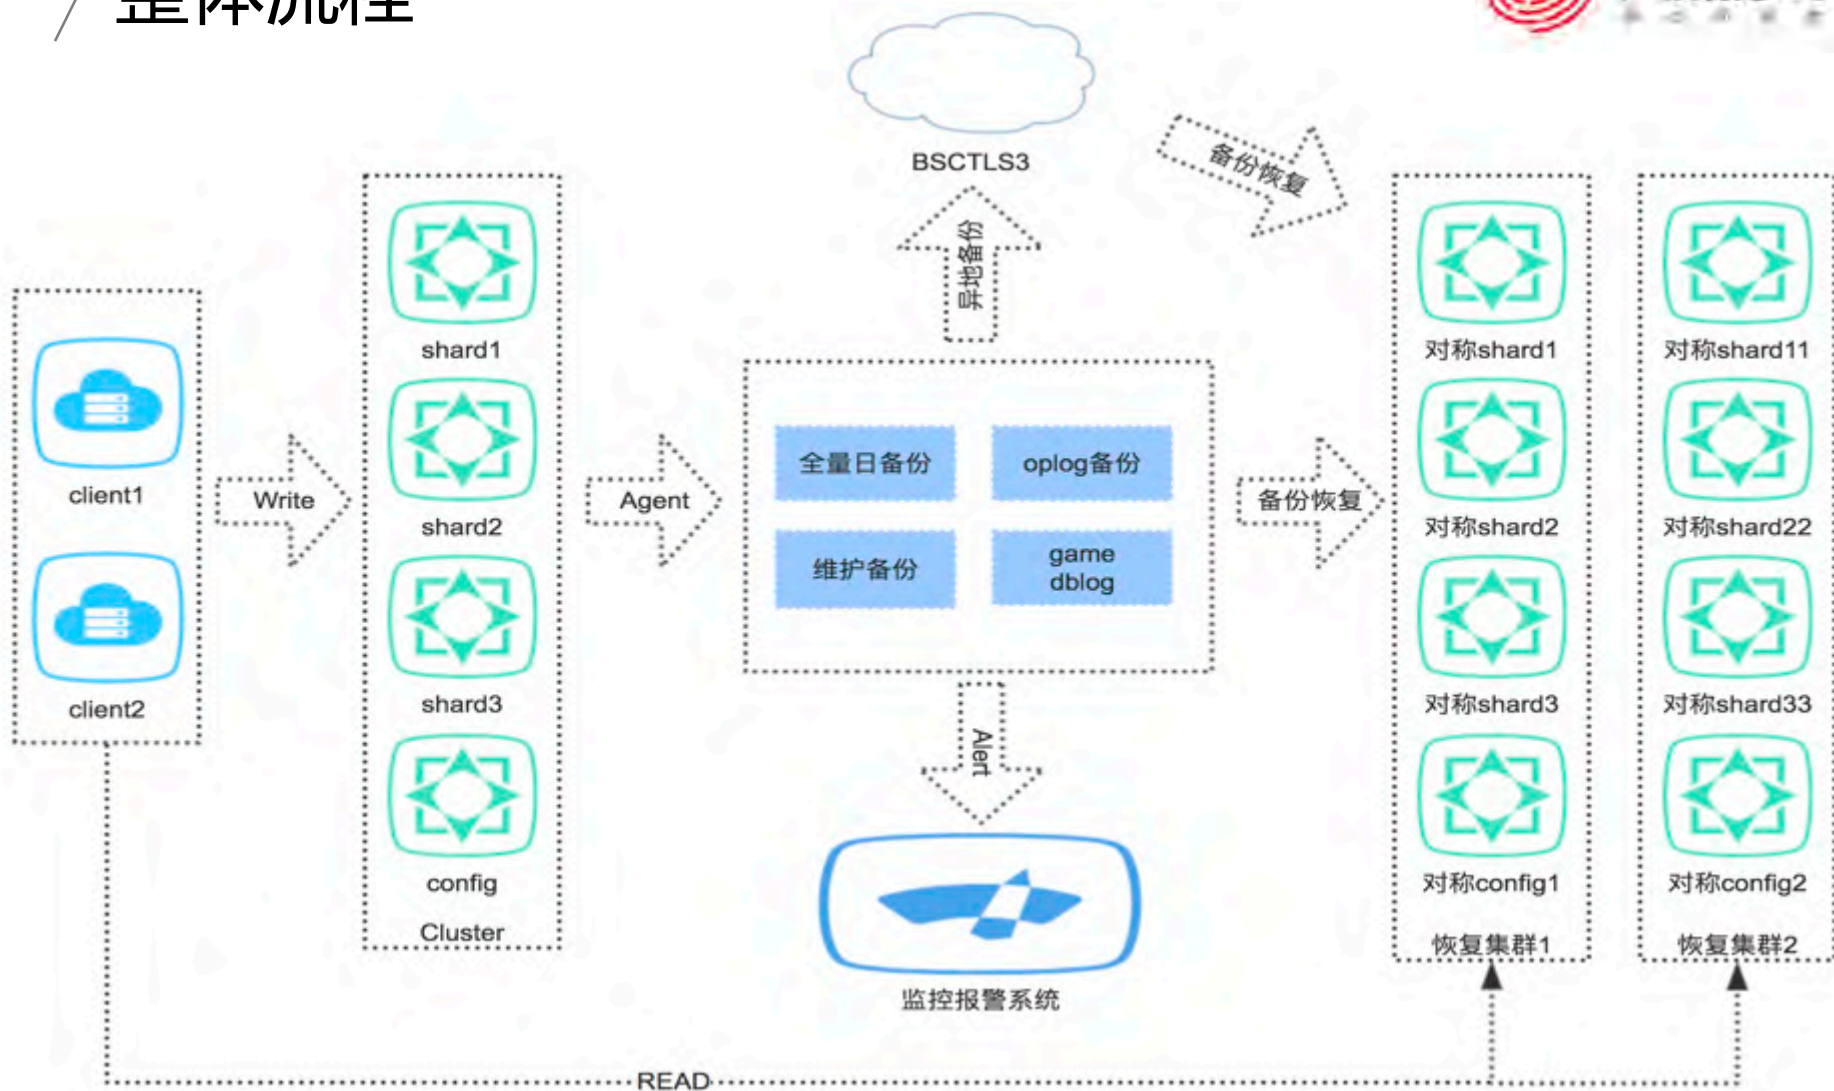 整体流程
BSCTLS3
备份恢复
异地备份
client1
client2
Write
shard1
shard2
shard3
config
Cluster
Agent
全量日备份
oplog备份
维护备份
game
dblog
备份恢复
Alert
监控报警系统
对称shard1
对称shard2
对称shard3
对称config1
恢复集群1
对称shard11
对称shard22
对称shard33
对称config2
恢复集群2
READ